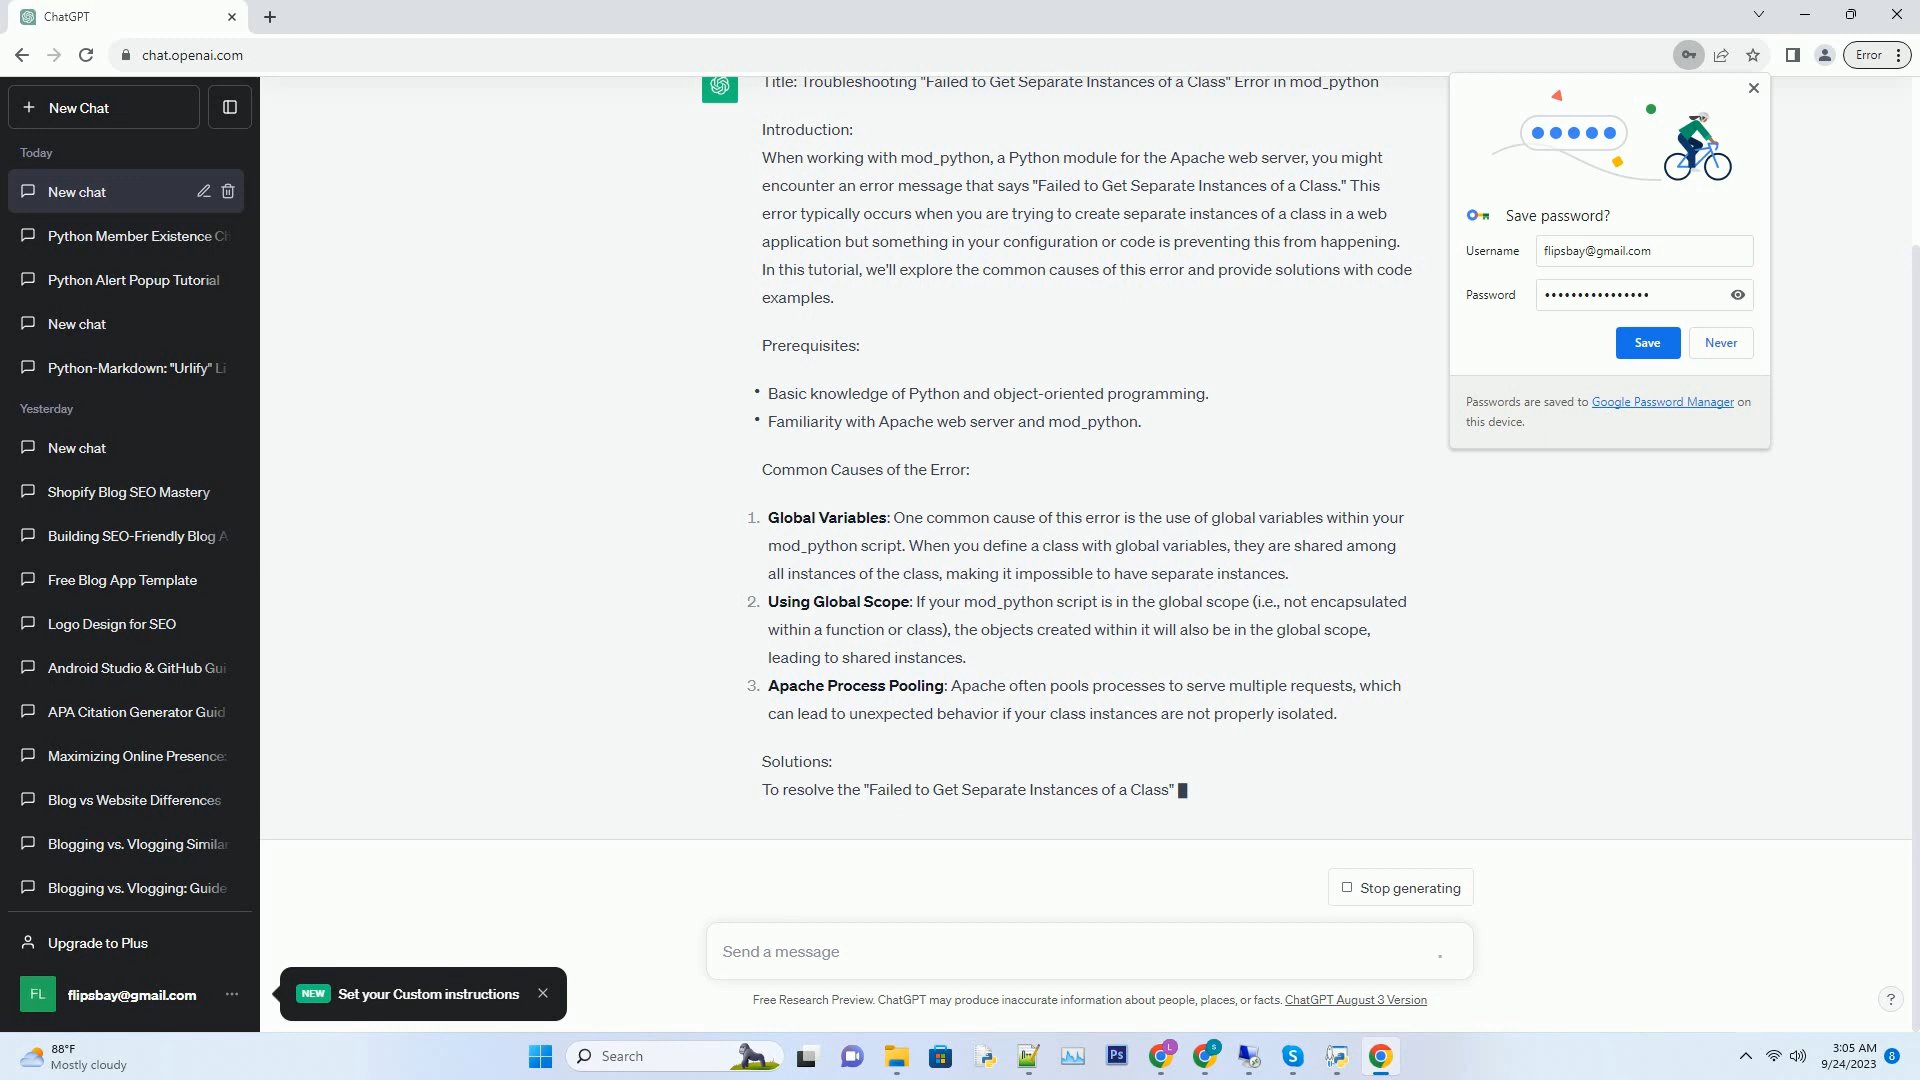 ChatGPT
chat.openai.com
Error
New Chat
Today
New chat
Python Member Existence Ch
Python Alert Popup Tutorial
New chat
Python-Markdown: "Urlify" Li
Yesterday
New chat
Shopify Blog SEO Mastery
Building SEO-Friendly Blog A
Free Blog App Template
Logo Design for SEO
Android Studio & GitHub Gui
APA Citation Generator Guid
Maximizing Online Presence:
Blog vs Website Differences
Blogging vs. Vlogging Similar
Blogging vs. Vlogging: Guide
Upgrade to Plus
FL flipsbay@gmail.com
NEW Set your Custom instructions
Title: Troubleshooting "Failed to Get Separate Instances of a Class" Error in mod_python
Introduction:
When working with mod_python, a Python module for the Apache web server, you might
encounter an error message that says "Failed to Get Separate Instances of a Class." This
error typically occurs when you are trying to create separate instances of a class in a web
application but something in your configuration or code is preventing this from happening.
In this tutorial, we'll explore the common causes of this error and provide solutions with code
examples.
Prerequisites:
• Basic knowledge of Python and object-oriented programming.
• Familiarity with Apache web server and mod_python.
Common Causes of the Error:
1. Global Variables: One common cause of this error is the use of global variables within your
mod_python script. When you define a class with global variables, they are shared among
all instances of the class, making it impossible to have separate instances.
2. Using Global Scope: If your mod_python script is in the global scope (i.e., not encapsulated
within a function or class), the objects created within it will also be in the global scope,
leading to shared instances.
3. Apache Process Pooling: Apache often pools processes to serve multiple requests, which
can lead to unexpected behavior if your class instances are not properly isolated.
Solutions:
To resolve the "Failed to Get Separate Instances of a Class"
Stop generating
Send a message
Free Research Preview. ChatGPT may produce inaccurate information about people, places, or facts. ChatGPT August 3 Version
?
Save password?
Username flipsbay@gmail.com
Password ••••••••••••••••
Save Never
Passwords are saved to Google Password Manager on
this device.
88°F
Mostly cloudy
Search
Ps
L
S
3:05 AM
9/24/2023
8